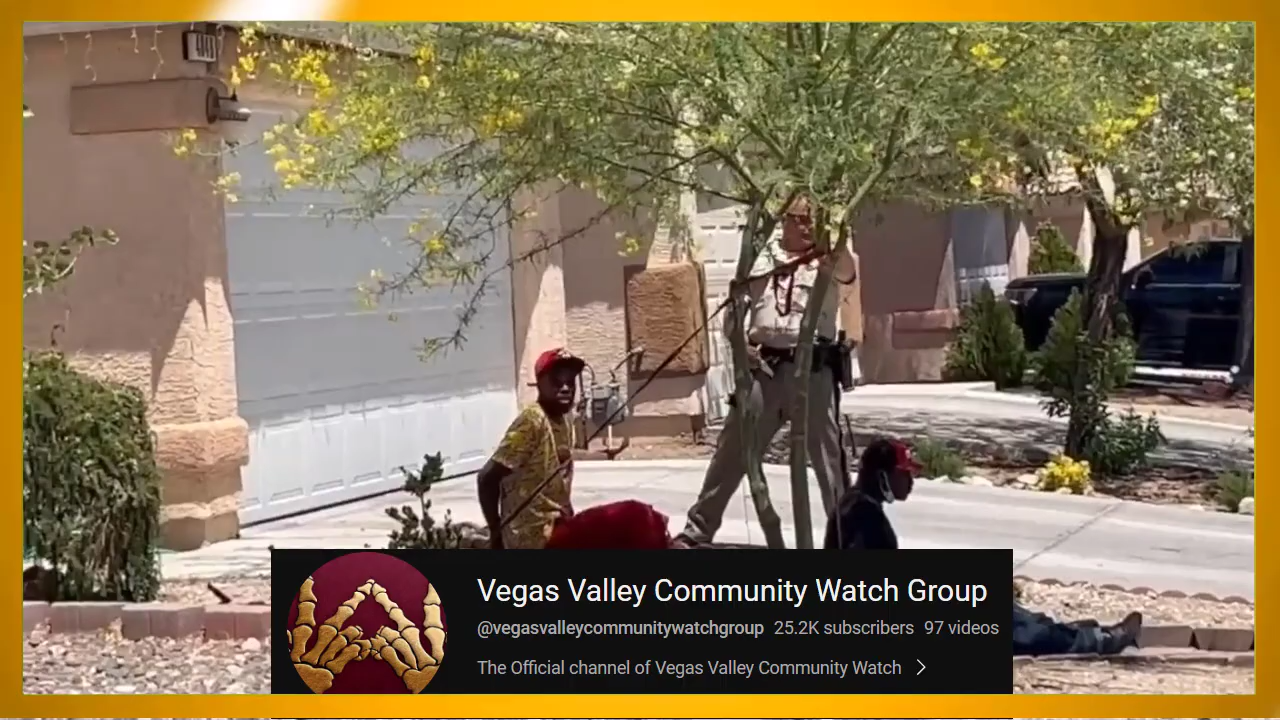 Vegas Valley Community Watch Group
@vegasvalleycommunitywatchgroup 25.2K subscribers 97 videos
The Official channel of Vegas Valley Community Watch